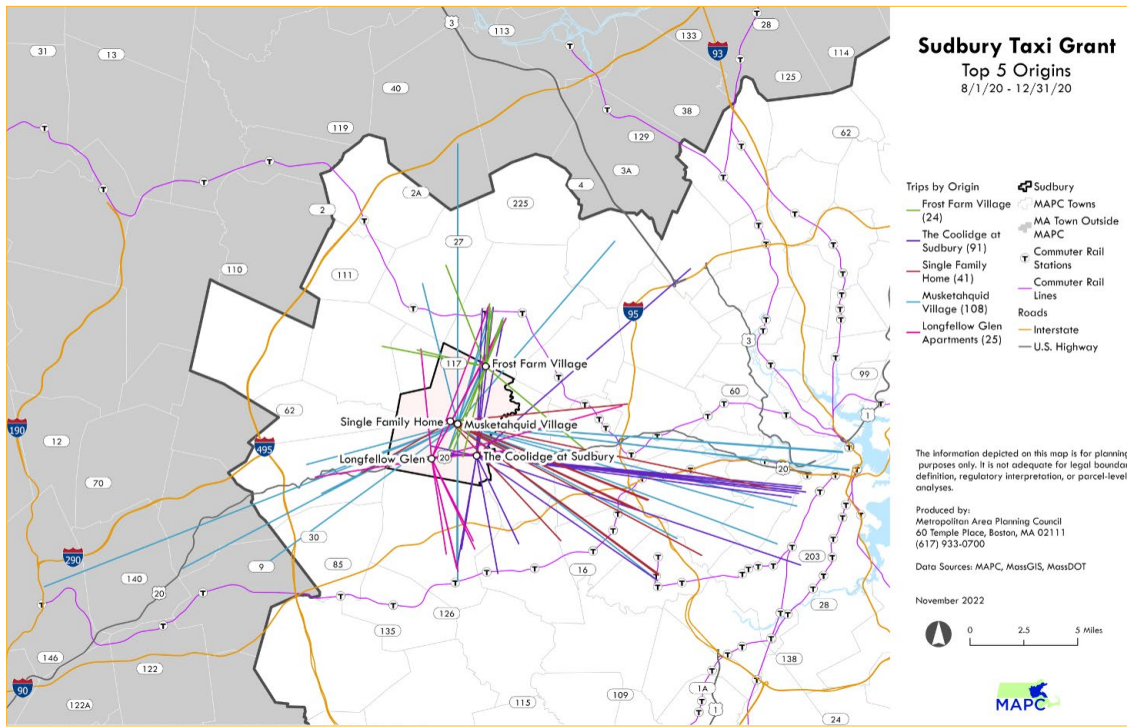 Sudbury Taxi Grant
Top 5 Origins
8/1/20 - 12/31/20
Trips by Origin
Frost Farm Village
(24)
The Coolidge at
Sudbury (91)
Single Family
Home (41)
Musketahquid
Village (108)
Longfellow Glen
Apartments (25)
Sudbury
MAPC Towns
MA Town Outside
MAPC
T
Commuter Rail
Stations
Commuter Rail
Lines
Roads
Interstate
U.S. Highway
The information depicted on this map is for planning
purposes only. It is not adequate for legal boundar
definition, regulatory interpretation, or parcel-level
analyses.
Produced by:
Metropolitan Area Planning Council
60 Temple Place, Boston, MA 02111
(617) 933-0700
Data Sources: MAPC, MassGIS, MassDOT
November 2022
0 2.5 5 Miles
MAPC
31
13
3
113
133
93
28
114
125
40
38
119
129
62
3A
4
2A
2
225
27
110
111
95
3
117
Frost Farm Village
99
60
1
62
Single Family Home
Musketahquid Village
190
12
495
Longfellow Glen
20
The Coolidge at Sudbury
20
70
30
290
9
85
16
203
140
20
126
28
135
146
122
138
90
109
1A
122A
115
1
24